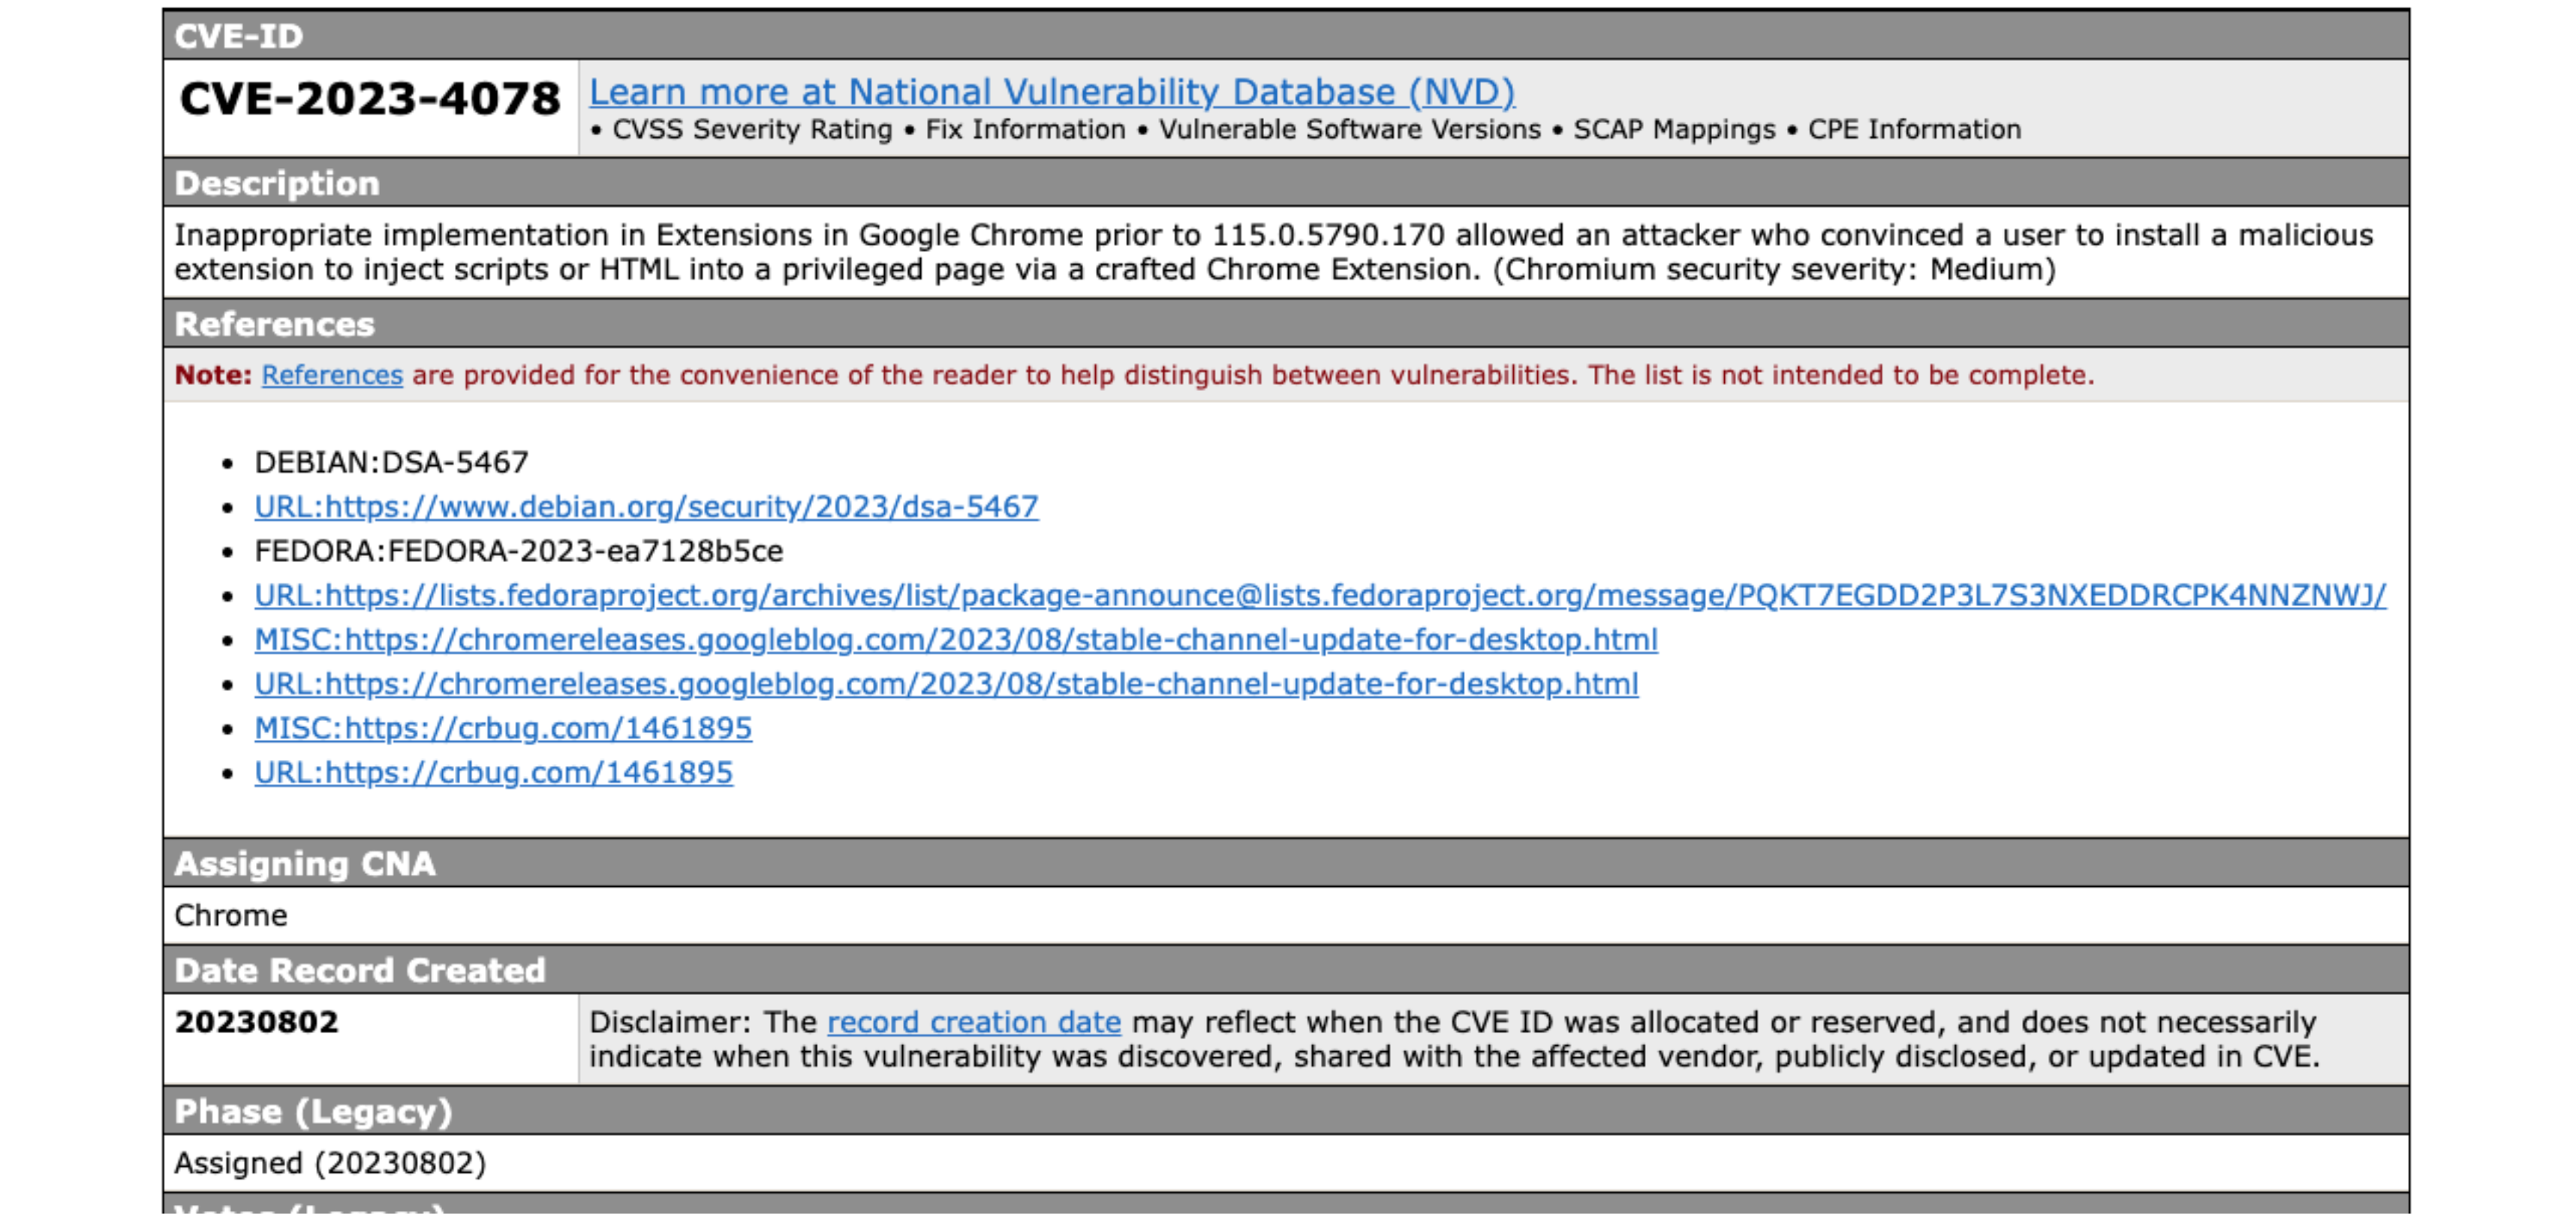 CVE-ID
CVE-2023-4078
Learn more at National Vulnerability Database (NVD)
• CVSS Severity Rating • Fix Information • Vulnerable Software Versions • SCAP Mappings • CPE Information
Description
Inappropriate implementation in Extensions in Google Chrome prior to 115.0.5790.170 allowed an attacker who convinced a user to install a malicious
extension to inject scripts or HTML into a privileged page via a crafted Chrome Extension. (Chromium security severity: Medium)
References
Note: References are provided for the convenience of the reader to help distinguish between vulnerabilities. The list is not intended to be complete.
• DEBIAN:DSA-5467
• URL:https://www.debian.org/security/2023/dsa-5467
• FEDORA:FEDORA-2023-ea7128b5ce
• URL:https://lists.fedoraproject.org/archives/list/package-announce@lists.fedoraproject.org/message/PQKT7EGDD2P3L7S3NXEDDRCPK4NNZNWJ/
• MISC:https://chromereleases.googleblog.com/2023/08/stable-channel-update-for-desktop.html
• URL:https://chromereleases.googleblog.com/2023/08/stable-channel-update-for-desktop.html
• MISC:https://crbug.com/1461895
• URL:https://crbug.com/1461895
Assigning CNA
Chrome
Date Record Created
20230802
Disclaimer: The record creation date may reflect when the CVE ID was allocated or reserved, and does not necessarily
indicate when this vulnerability was discovered, shared with the affected vendor, publicly disclosed, or updated in CVE.
Phase (Legacy)
Assigned (20230802)
Votes (Legacy)